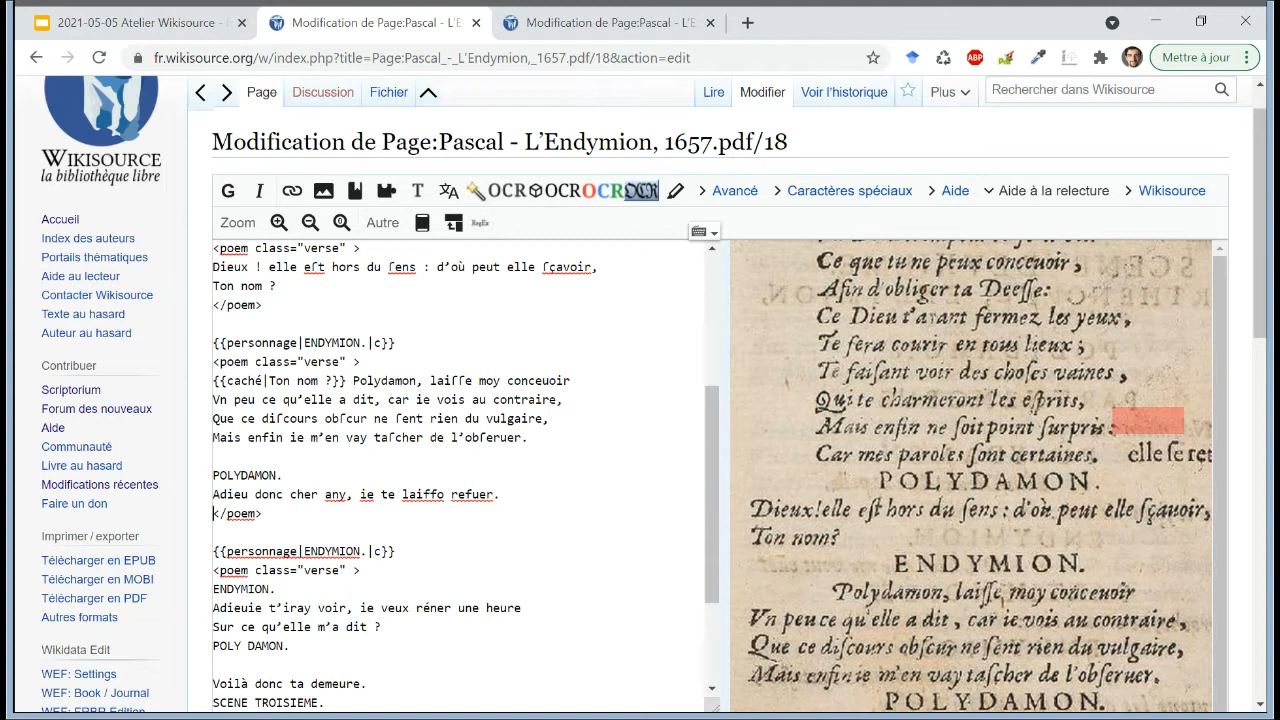 2021-05-05 Atelier Wikisource -
Modification de Page:Pascal - L'E
Modification de Page:Pascal - L'E
fr.wikisource.org/w/index.php?title=Page:Pascal_-_L'Endymion,_1657.pdf/18&action=edit
ABP
Mettre à jour
Page Discussion Fichier
Lire Modifier Voir l'historique Plus
Rechercher dans Wikisource
WIKISOURCE
la bibliothèque libre
Modification de Page:Pascal - L’Endymion, 1657.pdf/18
G I T OCR OCR OCR OCR
Avancé Caractères spéciaux Aide Aide à la relecture Wikisource
Zoom Autre RegEx
Accueil
Index des auteurs
Portails thématiques
Aide au lecteur
Contacter Wikisource
Texte au hasard
Auteur au hasard
Contribuer
Scriptorium
Forum des nouveaux
Aide
Communauté
Livre au hasard
Modifications récentes
Faire un don
Imprimer / exporter
Télécharger en EPUB
Télécharger en MOBI
Télécharger en PDF
Autres formats
Wikidata Edit
WEF: Settings
WEF: Book / Journal
WEF: FRBR Edition
<poem class="verse" >
Dieux ! elle eſt hors du ſens : d’où peut elle ſçavoir,
Ton nom ?
</poem>
{{personnage|ENDYMION.|c}}
<poem class="verse" >
{{caché|Ton nom ?}} Polydamon, laiſſe moy conceuoir
Vn peu ce qu’elle a dit, car ie vois au contraire,
Que ce diſcours obſcur ne ſent rien du vulgaire,
Mais enfin ie m’en vay taſcher de l’obſeruer.
POLYDAMON.
Adieu donc cher any, ie te laiſſo refuer.
</poem>
{{personnage|ENDYMION.|c}}
<poem class="verse" >
ENDYMION.
Adieuie t’iray voir, ie veux réner une heure
Sur ce qu’elle m’a dit ?
POLY DAMON.
Voilà donc ta demeure.
SCENE TROISIEME.
Ce que tu ne peux conceuoir,
Afin d'obliger ta Deeſſe:
Ce Dieu t'ayant fermez les yeux,
Te fera courir en tous lieux;
Te faiſant voir des choſes vaines,
Qui te charmeront les eſprits,
Mais enfin ne ſoit point ſurpris:
Car mes paroles ſont certaines. elle ſe ret
POLYDAMON.
Dieux! elle eſt hors du ſens : d'où peut elle ſçauoir,
Ton nom?
ENDYMION.
Polydamon, laiſſe moy conceuoir
Vn peu ce qu'elle a dit, car ie vois au contraire,
Que ce diſcours obſcur ne ſent rien du vulgaire,
Mais enfin ie m'en vay taſcher de l'obſeruer.
POLYDAMON.